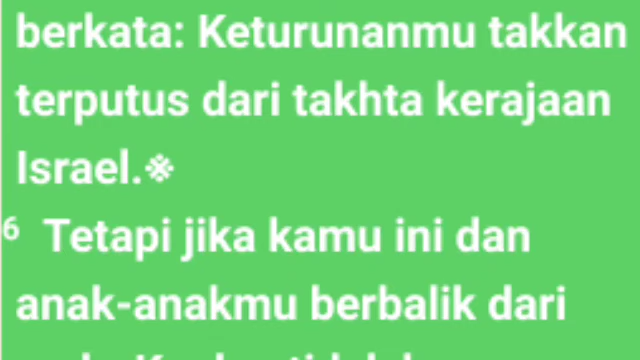 berkata: Keturunanmu takkan
terputus dari takhta kerajaan
Israel.※
6 Tetapi jika kamu ini dan
anak-anakmu berbalik dari